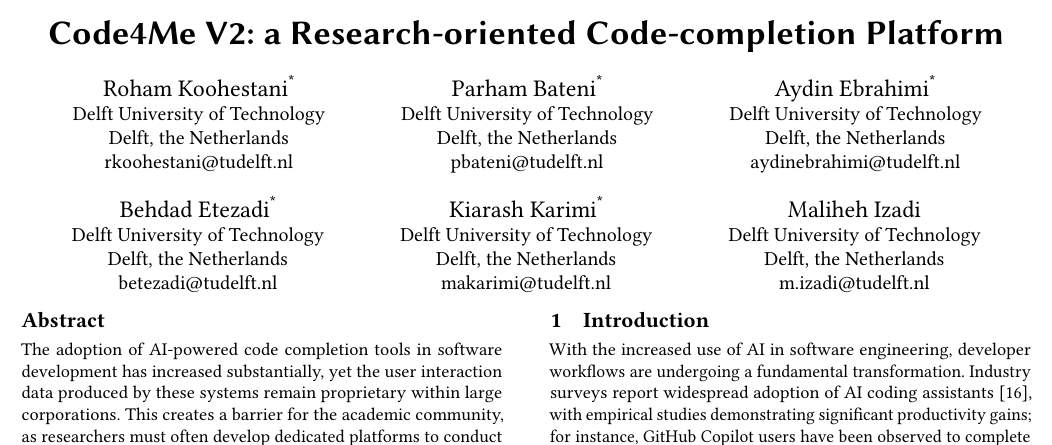 Code4Me V2: a Research-oriented Code-completion Platform
Roham Koohestani*
Delft University of Technology
Delft, the Netherlands
rkoohestani@tudelft.nl
Parham Bateni*
Delft University of Technology
Delft, the Netherlands
pbateni@tudelft.nl
Aydin Ebrahimi*
Delft University of Technology
Delft, the Netherlands
aydinebrahimi@tudelft.nl
Behdad Etezadi*
Delft University of Technology
Delft, the Netherlands
betezadi@tudelft.nl
Kiarash Karimi*
Delft University of Technology
Delft, the Netherlands
makarimi@tudelft.nl
Maliheh Izadi
Delft University of Technology
Delft, the Netherlands
m.izadi@tudelft.nl
Abstract
The adoption of AI-powered code completion tools in software
development has increased substantially, yet the user interaction
data produced by these systems remain proprietary within large
corporations. This creates a barrier for the academic community,
as researchers must often develop dedicated platforms to conduct
1 Introduction
With the increased use of AI in software engineering, developer
workflows are undergoing a fundamental transformation. Industry
surveys report widespread adoption of AI coding assistants [16],
with empirical studies demonstrating significant productivity gains;
for instance, GitHub Copilot users have been observed to complete